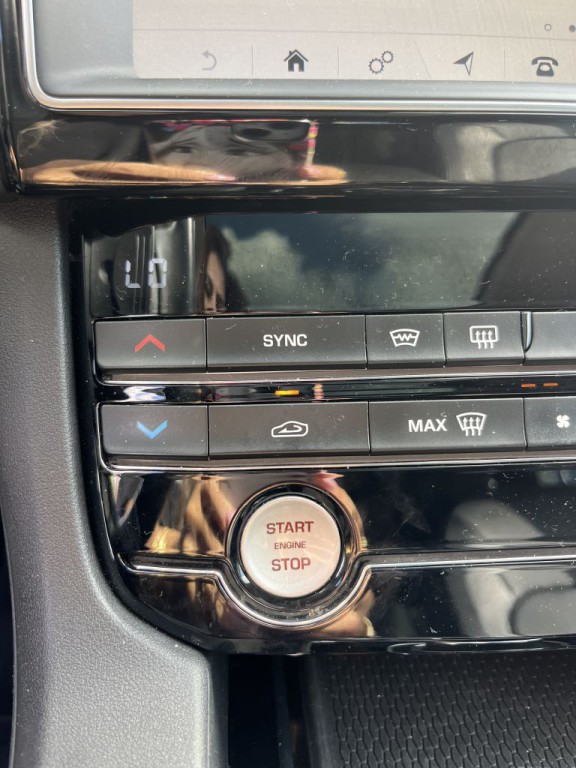 LO
SYNC
MAX
START
ENGINE
STOP